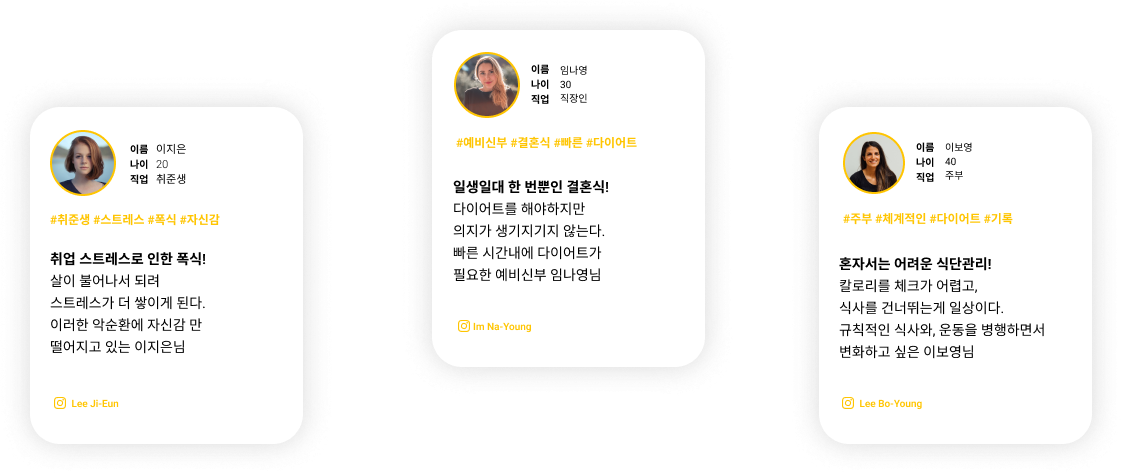 이름 이지은
나이 20
직업 취준생
#취준생 #스트레스 #폭식 #자신감
취업 스트레스로 인한 폭식!
살이 불어나서 되려
스트레스가 더 쌓이게 된다.
이러한 악순환에 자신감 만
떨어지고 있는 이지은님
Lee Ji-Eun
이름 임나영
나이 30
직업 직장인
#예비신부 #결혼식 #빠른 #다이어트
일생일대 한 번뿐인 결혼식!
다이어트를 해야하지만
의지가 생기지기지 않는다.
빠른 시간내에 다이어트가
필요한 예비신부 임나영님
Im Na-Young
이름 이보영
나이 40
직업 주부
#주부 #체계적인 #다이어트 #기록
혼자서는 어려운 식단관리!
칼로리를 체크가 어렵고,
식사를 건너뛰는게 일상이다.
규칙적인 식사와, 운동을 병행하면서
변화하고 싶은 이보영님
Lee Bo-Young